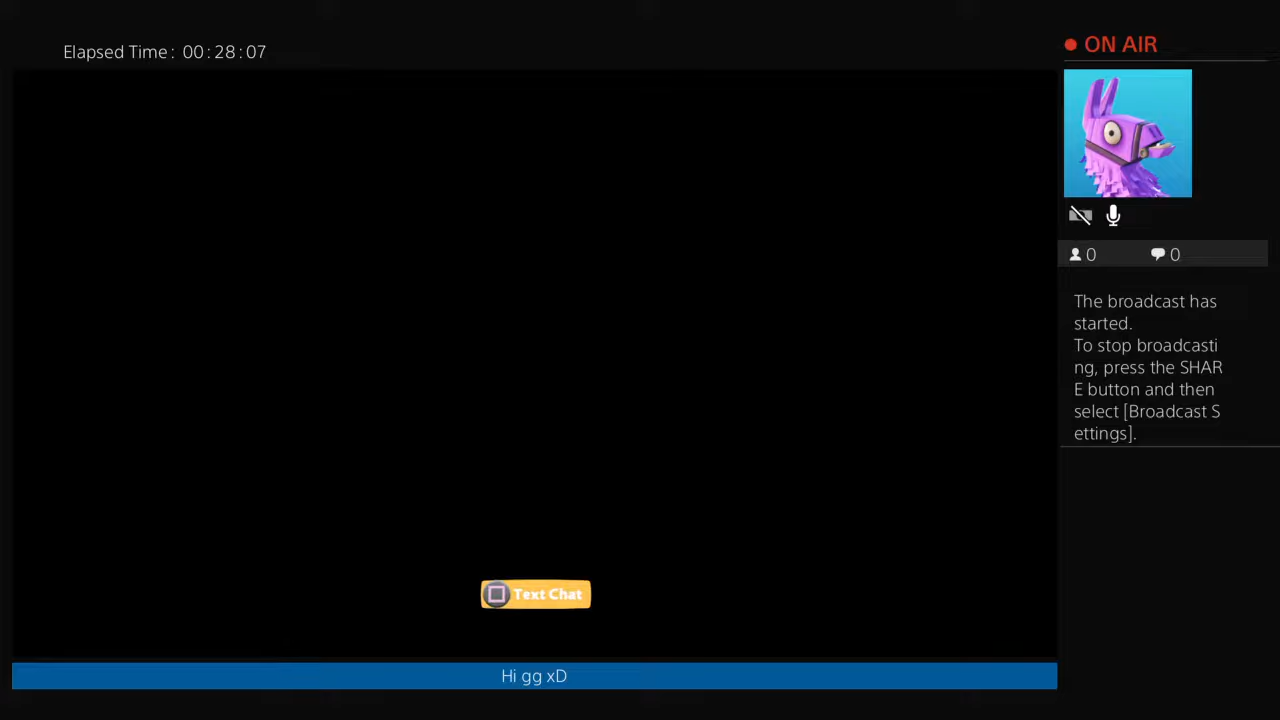 Elapsed Time: 00:28:07
ON AIR
0 0
The broadcast has
started.
To stop broadcasti
ng, press the SHAR
E button and then
select [Broadcast S
ettings].
Text Chat
Hi gg xD